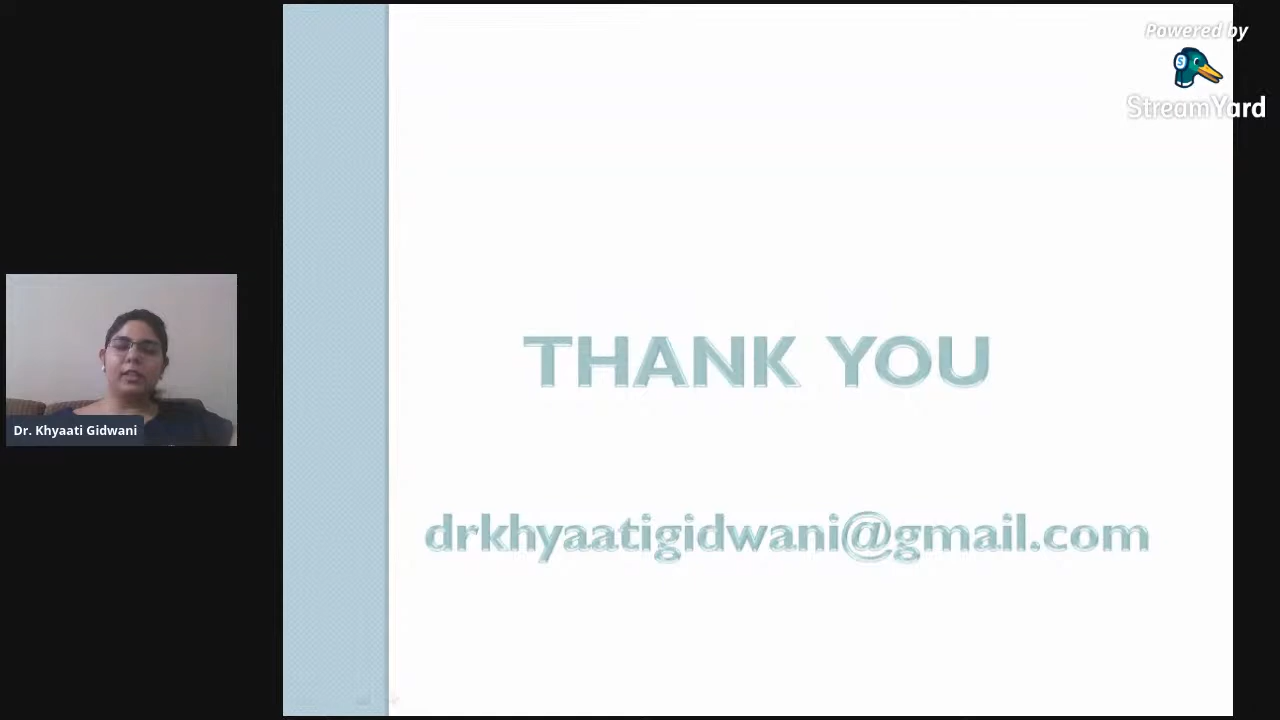 Powered by
StreamYard
THANK YOU
Dr. Khyaati Gidwani
drkhyaatigidwani@gmail.com